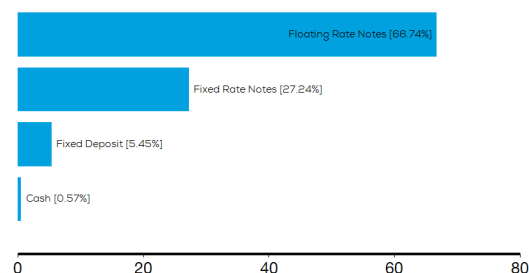 Floating Rate Notes [66.74%]
Fixed Rate Notes [27.24%]
Fixed Deposit [5.45%]
Cash [0.57%]
0 20 40 60 80